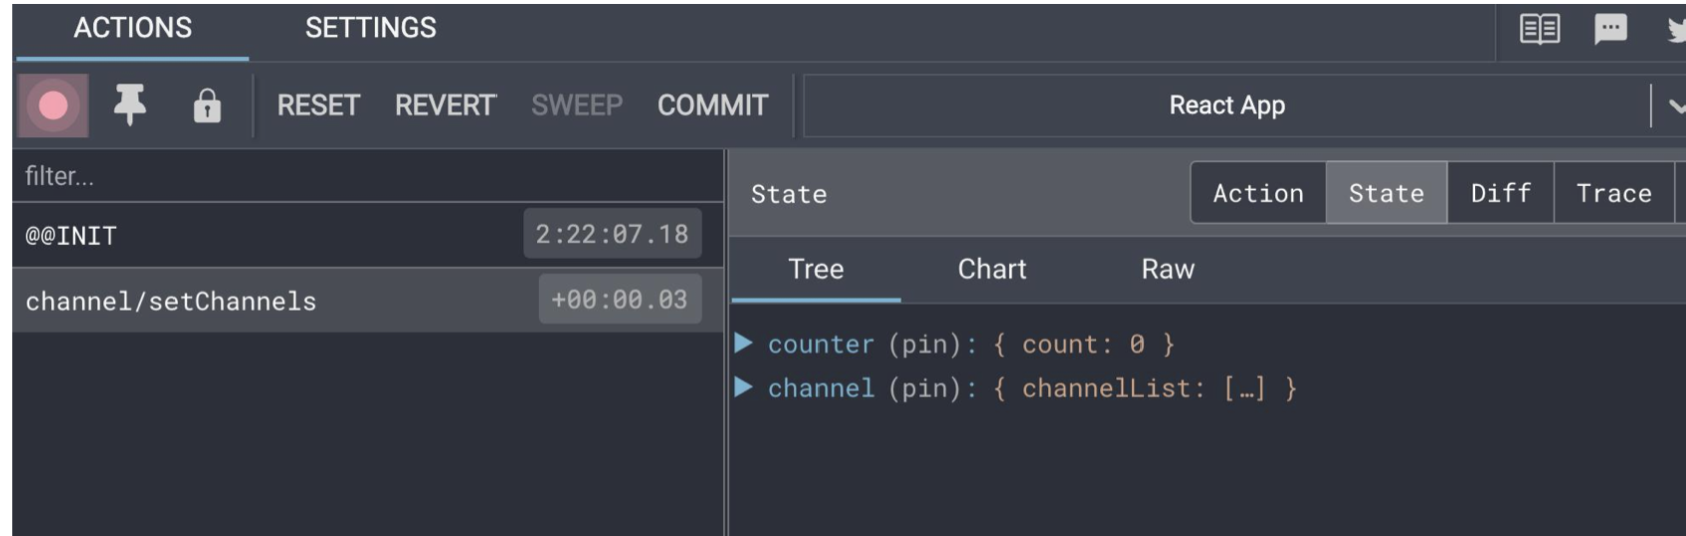 ACTIONS SETTINGS
RESET REVERT SWEEP COMMIT React App
filter...
@@INIT 2:22:07.18
channel/setChannels +00:00.03
State Action State Diff Trace
Tree Chart Raw
counter (pin): { count: 0 }
channel (pin): { channelList: […] }